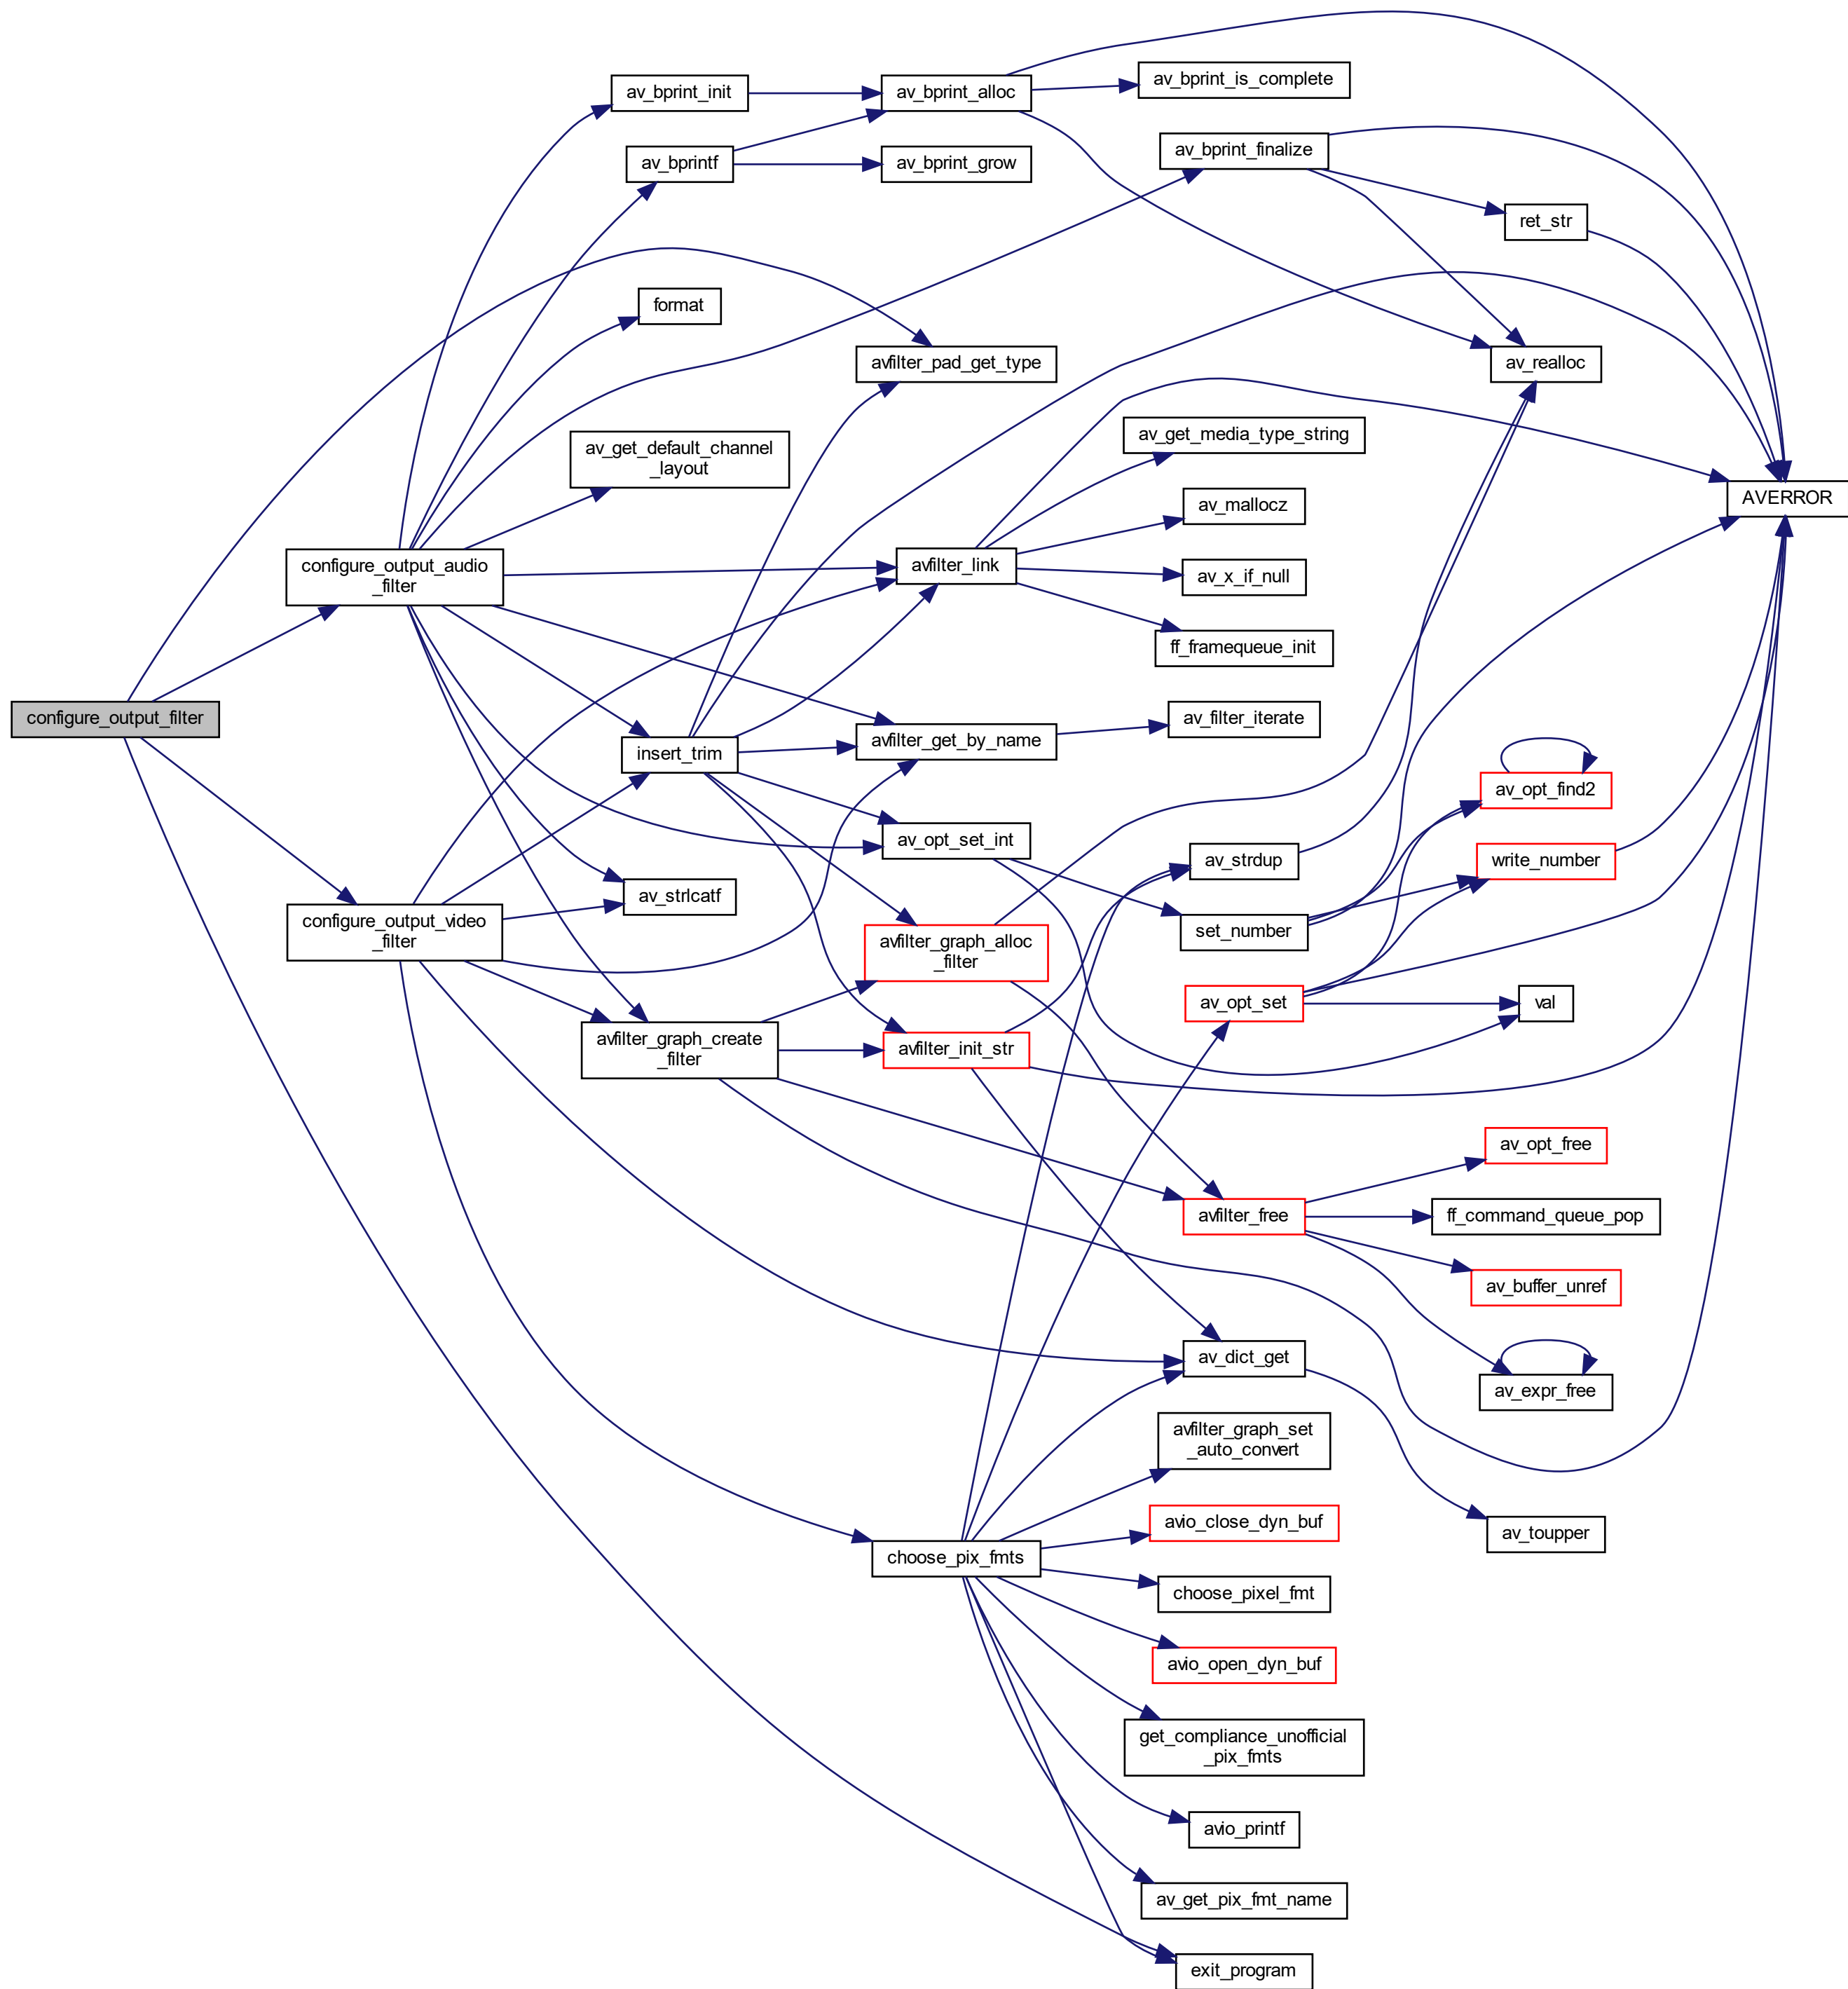 av_bprint_init
av_bprint_alloc
av_bprint_is_complete
av_bprintf
av_bprint_grow
av_bprint_finalize
ret_str
format
avfilter_pad_get_type
av_realloc
av_get_default_channel
_layout
av_get_media_type_string
AVERROR
av_mallocz
configure_output_audio
_filter
avfilter_link
av_x_if_null
ff_framequeue_init
configure_output_filter
insert_trim
avfilter_get_by_name
av_filter_iterate
av_opt_find2
av_opt_set_int
av_strdup
write_number
av_strlcatf
configure_output_video
_filter
set_number
avfilter_graph_alloc
_filter
av_opt_set
val
avfilter_graph_create
_filter
avfilter_init_str
av_opt_free
avfilter_free
ff_command_queue_pop
av_buffer_unref
av_dict_get
av_expr_free
avfilter_graph_set
_auto_convert
avio_close_dyn_buf
av_toupper
choose_pix_fmts
choose_pixel_fmt
avio_open_dyn_buf
get_compliance_unofficial
_pix_fmts
avio_printf
av_get_pix_fmt_name
exit_program